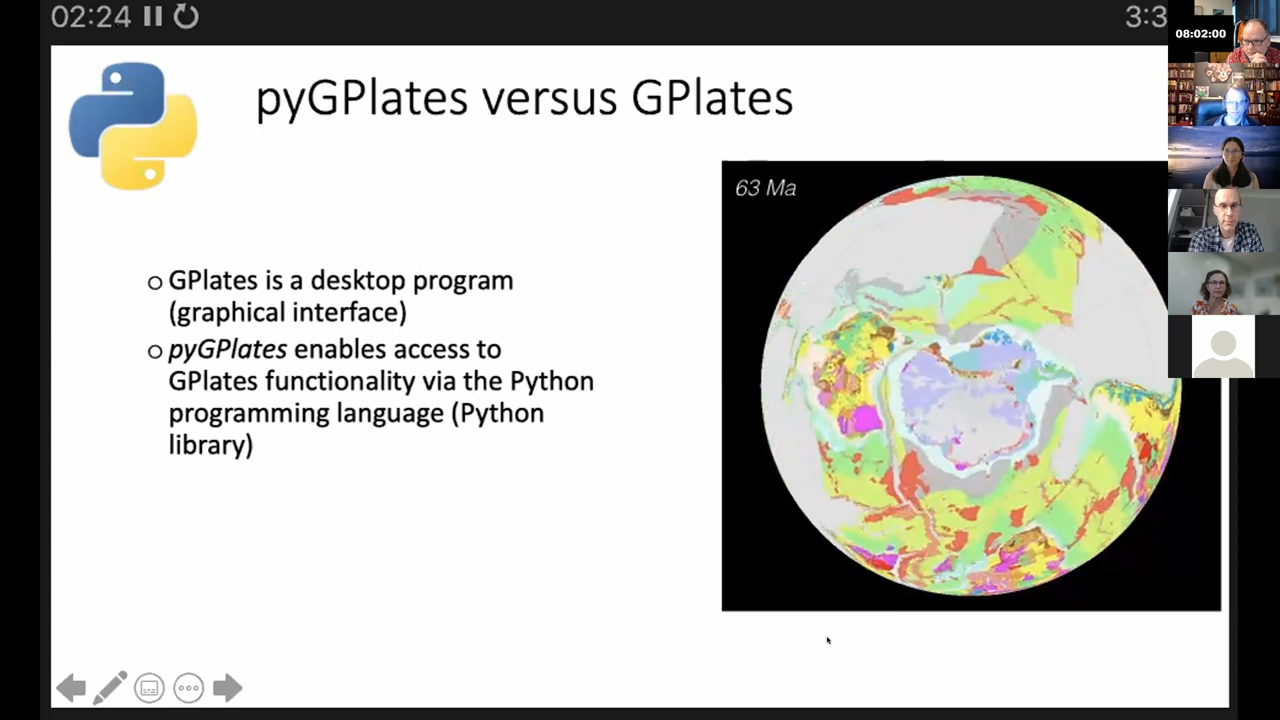 02:24
3:3
08:02:00
pyGPlates versus GPlates
63 Ma
GPlates is a desktop program
(graphical interface)
pyGPlates enables access to
GPlates functionality via the Python
programming language (Python
library)